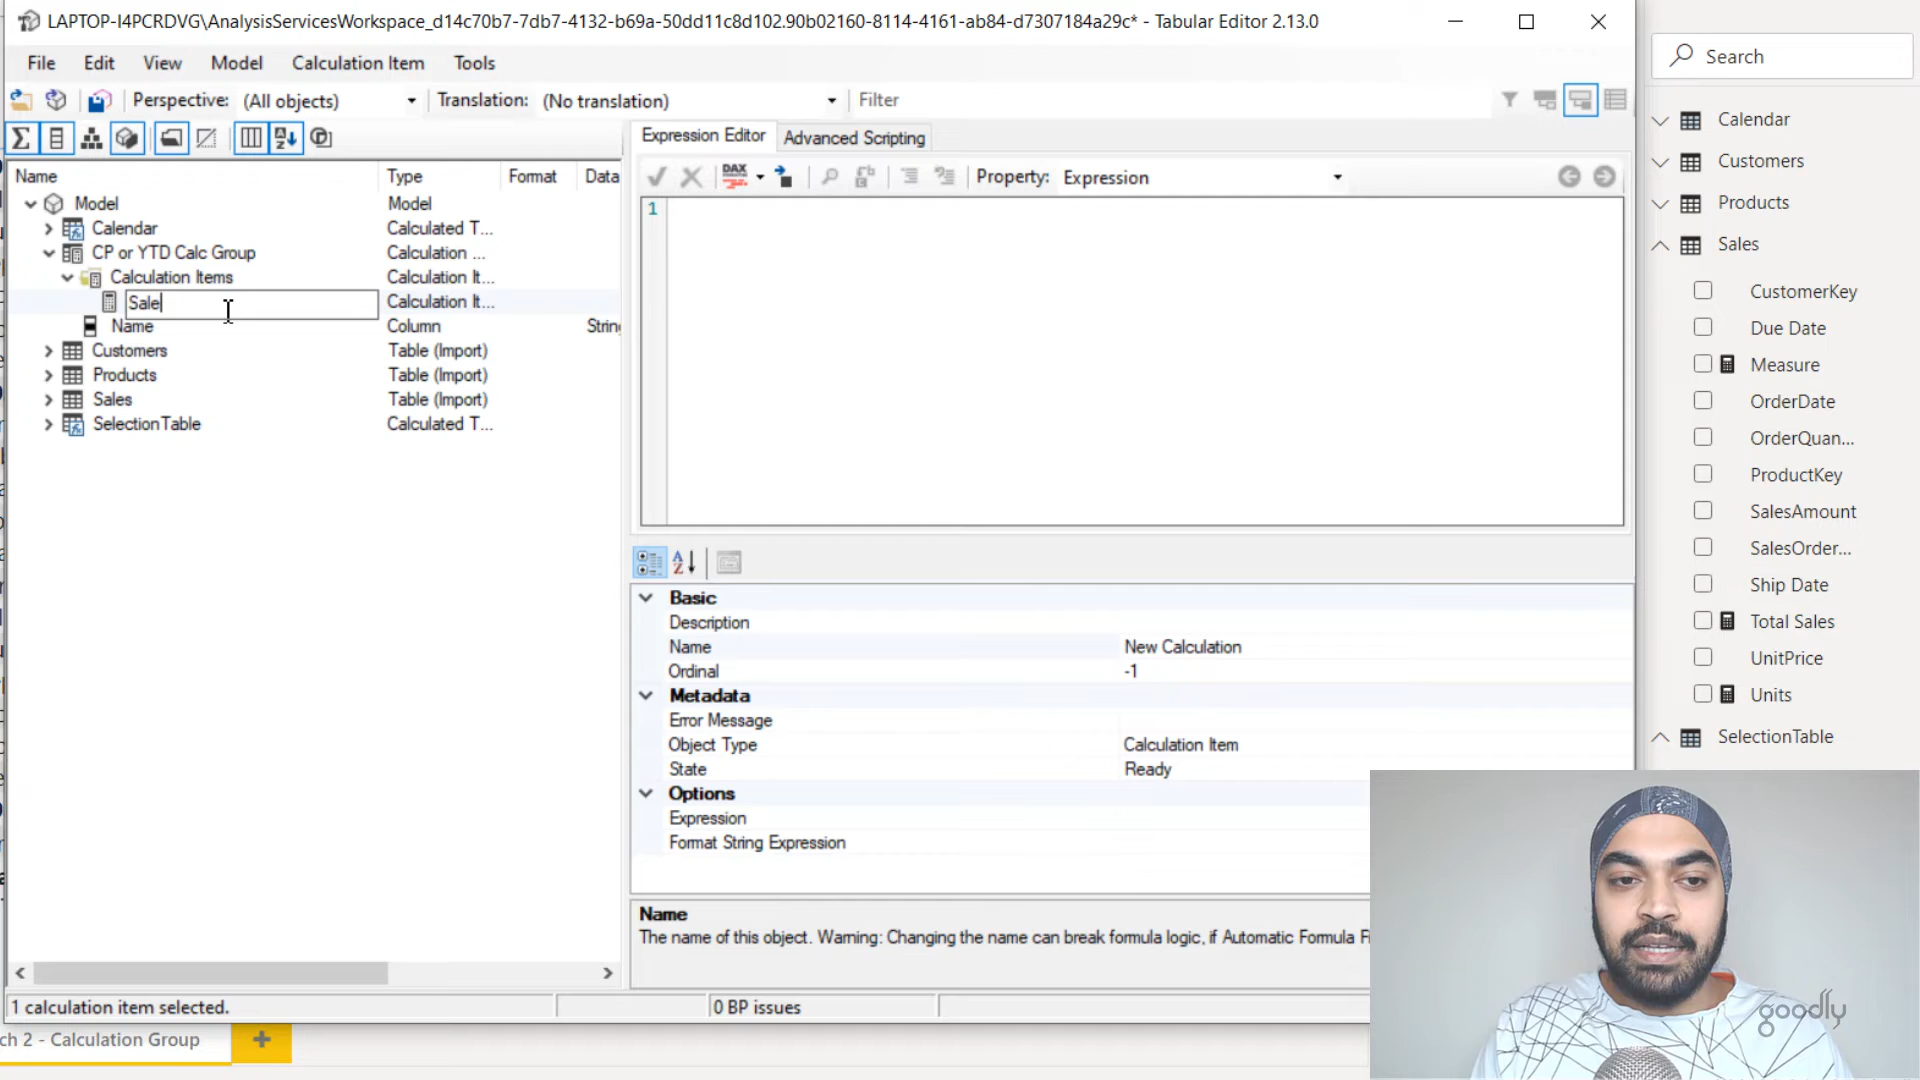 LAPTOP-I4PCRDVG\AnalysisServicesWorkspace_d14c70b7-7db7-4132-b69a-50dd11c8d102.90b02160-8114-4161-ab84-d7307184a29c* - Tabular Editor 2.13.0
File Edit View Model Calculation Item Tools
Perspective: (All objects) Translation: (No translation) Filter
Expression Editor Advanced Scripting
DAX Property: Expression
1
Name Type Format Data
Model Model
Calendar Calculated T...
CP or YTD Calc Group Calculation ...
Calculation Items Calculation It...
Sale Calculation It...
Name Column String
Customers Table (Import)
Products Table (Import)
Sales Table (Import)
SelectionTable Calculated T...
Basic
Description
Name New Calculation
Ordinal -1
Metadata
Error Message
Object Type Calculation Item
State Ready
Options
Expression
Format String Expression
Name
The name of this object. Warning: Changing the name can break formula logic, if Automatic Formula
1 calculation item selected. 0 BP issues
ch 2 - Calculation Group
+
Search
Calendar
Customers
Products
Sales
CustomerKey
Due Date
Measure
OrderDate
OrderQuan...
ProductKey
SalesAmount
SalesOrder...
Ship Date
Total Sales
UnitPrice
Units
SelectionTable
goodly